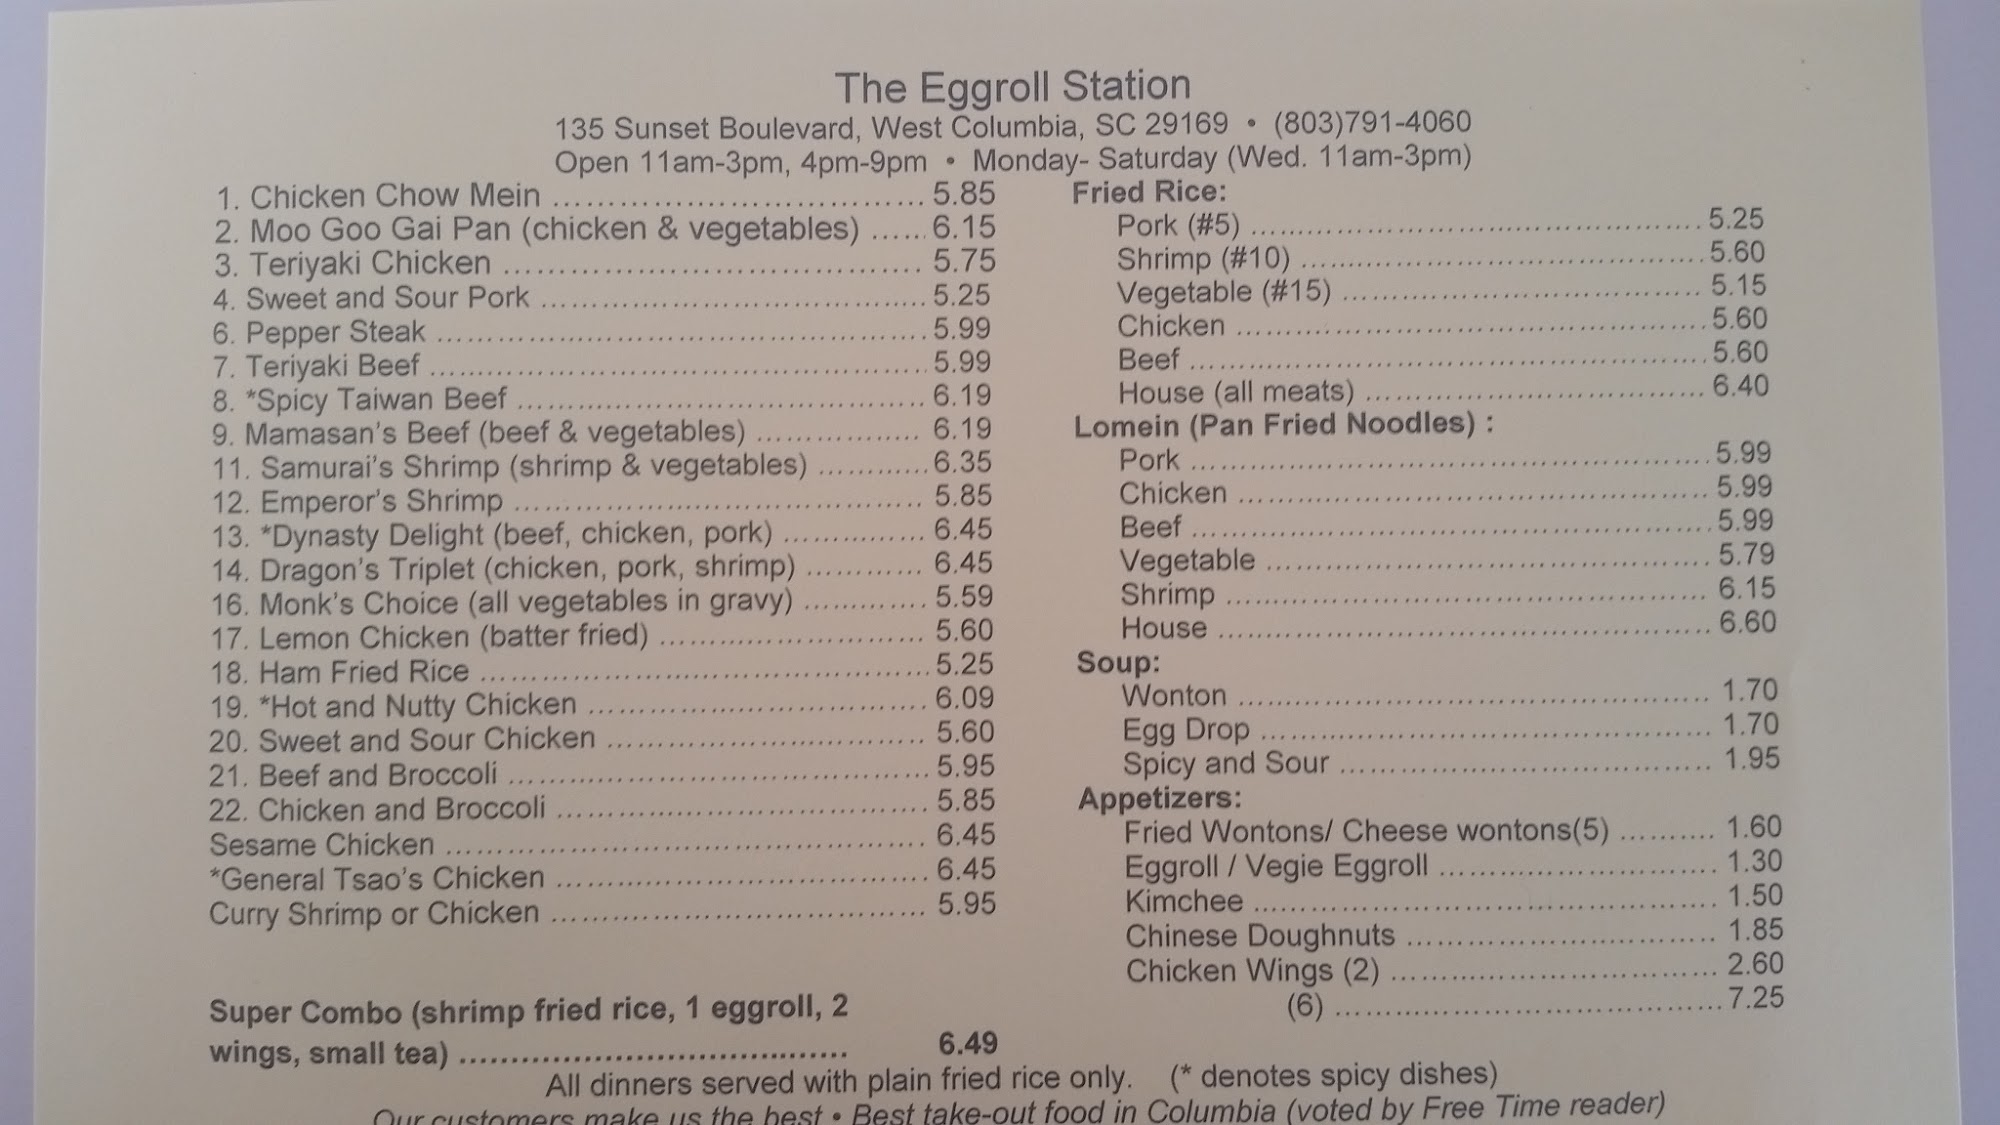 The Eggroll Station
135 Sunset Boulevard, West Columbia, SC 29169 • (803)791-4060
Open 11am-3pm, 4pm-9pm • Monday- Saturday (Wed. 11am-3pm)
1. Chicken Chow Mein .................................. 5.85
2. Moo Goo Gai Pan (chicken & vegetables) ...... 6.15
3. Teriyaki Chicken ...................................... 5.75
4. Sweet and Sour Pork ................................... 5.25
6. Pepper Steak ............................................. 5.99
7. Teriyaki Beef ............................................. 5.99
8. *Spicy Taiwan Beef ..................................... 6.19
9. Mamasan's Beef (beef & vegetables) ............... 6.19
11. Samurai's Shrimp (shrimp & vegetables) ............ 6.35
12. Emperor's Shrimp ...................................... 5.85
13. *Dynasty Delight (beef, chicken, pork) ............. 6.45
14. Dragon's Triplet (chicken, pork, shrimp) ........... 6.45
16. Monk's Choice (all vegetables in gravy) ............ 5.59
17. Lemon Chicken (batter fried) ........................ 5.60
18. Ham Fried Rice ......................................... 5.25
19. *Hot and Nutty Chicken ............................... 6.09
20. Sweet and Sour Chicken ............................. 5.60
21. Beef and Broccoli ...................................... 5.95
22. Chicken and Broccoli .................................. 5.85
Sesame Chicken ............................................ 6.45
*General Tsao's Chicken .................................. 6.45
Curry Shrimp or Chicken .................................. 5.95
Super Combo (shrimp fried rice, 1 eggroll, 2
wings, small tea) ...................................... 6.49
Fried Rice:
Pork (#5) .................................................. 5.25
Shrimp (#10) ............................................. 5.60
Vegetable (#15) ......................................... 5.15
Chicken .................................................... 5.60
Beef ......................................................... 5.60
House (all meats) ....................................... 6.40
Lomein (Pan Fried Noodles) :
Pork ......................................................... 5.99
Chicken .................................................... 5.99
Beef ......................................................... 5.99
Vegetable ................................................. 5.79
Shrimp ..................................................... 6.15
House ...................................................... 6.60
Soup:
Wonton .................................................... 1.70
Egg Drop .................................................. 1.70
Spicy and Sour .......................................... 1.95
Appetizers:
Fried Wontons/ Cheese wontons(5) .......... 1.60
Eggroll / Vegie Eggroll ............................... 1.30
Kimchee ................................................... 1.50
Chinese Doughnuts .................................. 1.85
Chicken Wings (2) ..................................... 2.60
(6) ........................................... 7.25
All dinners served with plain fried rice only. (* denotes spicy dishes)
Our customers make us the best • Best take-out food in Columbia (voted by Free Time reader)